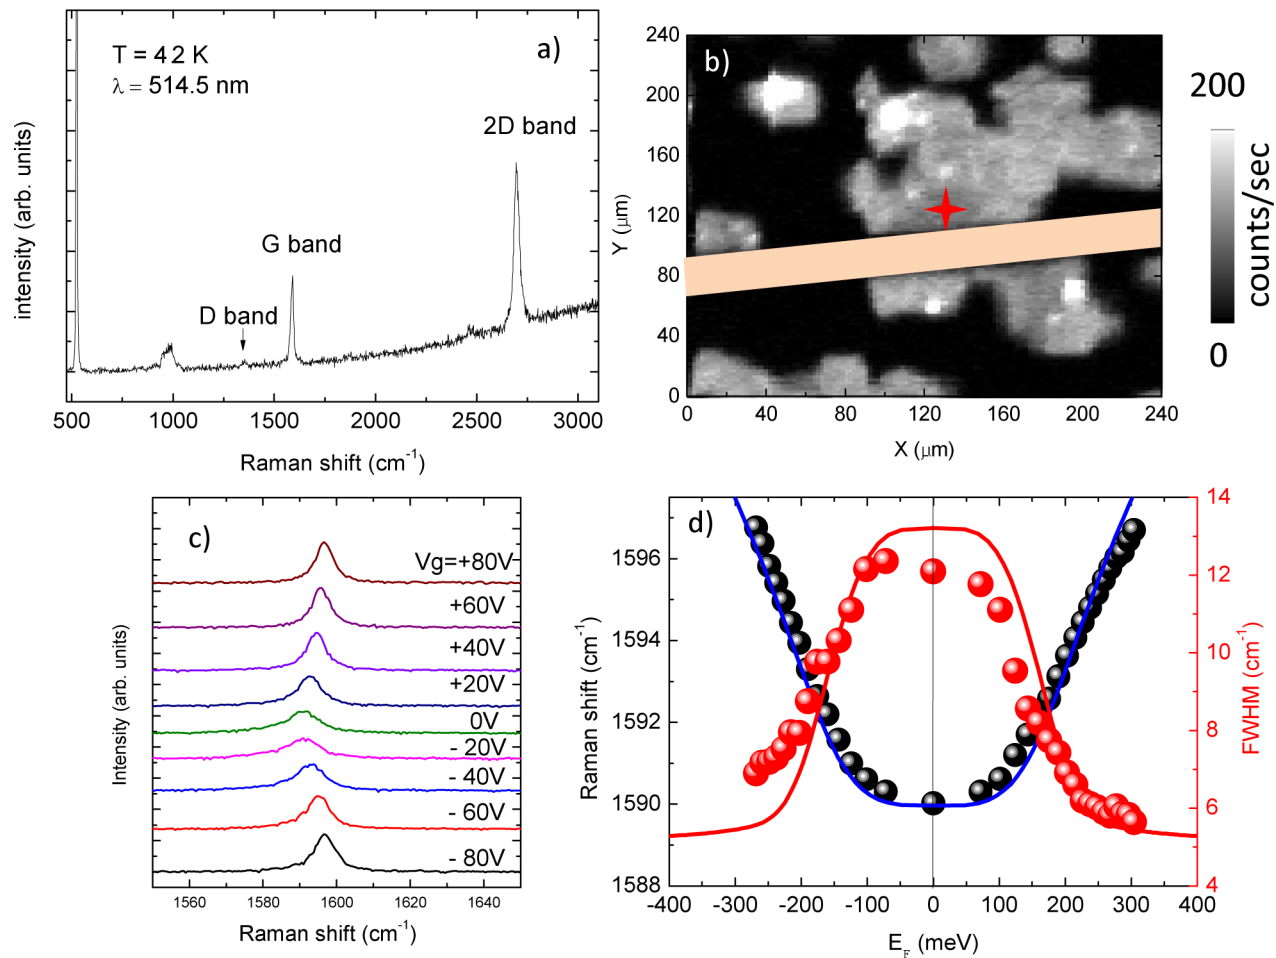 a)
T = 42 K
λ = 514.5 nm
2D band
G band
D band
intensity (arb. units)
500 1000 1500 2000 2500 3000
Raman shift (cm-1)
b)
240
200
160
120
80
40
0
Y (μm)
0 40 80 120 160 200 240
X (μm)
200
0
counts/sec
c)
Vg=+80V
+60V
+40V
+20V
0V
- 20V
- 40V
- 60V
- 80V
Intensity (arb. units)
1560 1580 1600 1620 1640
Raman shift (cm-1)
d)
1596
1594
1592
1590
1588
Raman shift (cm-1)
14
12
10
8
6
4
FWHM (cm-1)
-400 -300 -200 -100 0 100 200 300 400
EF (meV)